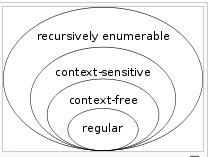 recursively enumerable
context-sensitive
context-free
regular